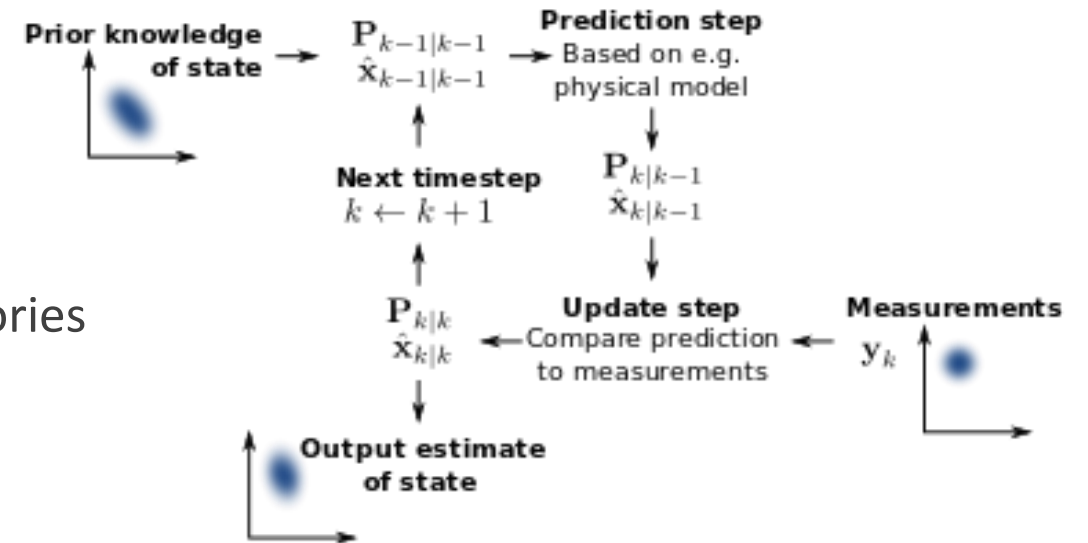 Prior knowledge
of state
P_{k−1|k−1}
x̂_{k−1|k−1}
Prediction step
Based on e.g.
physical model
P_{k|k−1}
x̂_{k|k−1}
Next timestep
k ← k + 1
ories
P_{k|k}
x̂_{k|k}
Update step
Compare prediction
to measurements
Measurements
y_k
Output estimate
of state